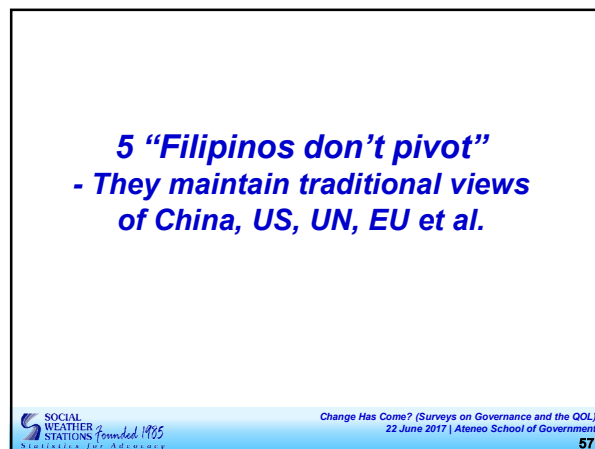 5 “Filipinos don’t pivot”
- They maintain traditional views
of China, US, UN, EU et al.
SOCIAL
WEATHER
STATIONS Founded 1985
Statistics for Advocacy
Change Has Come? (Surveys on Governance and the QOL)
22 June 2017 | Ateneo School of Government
57